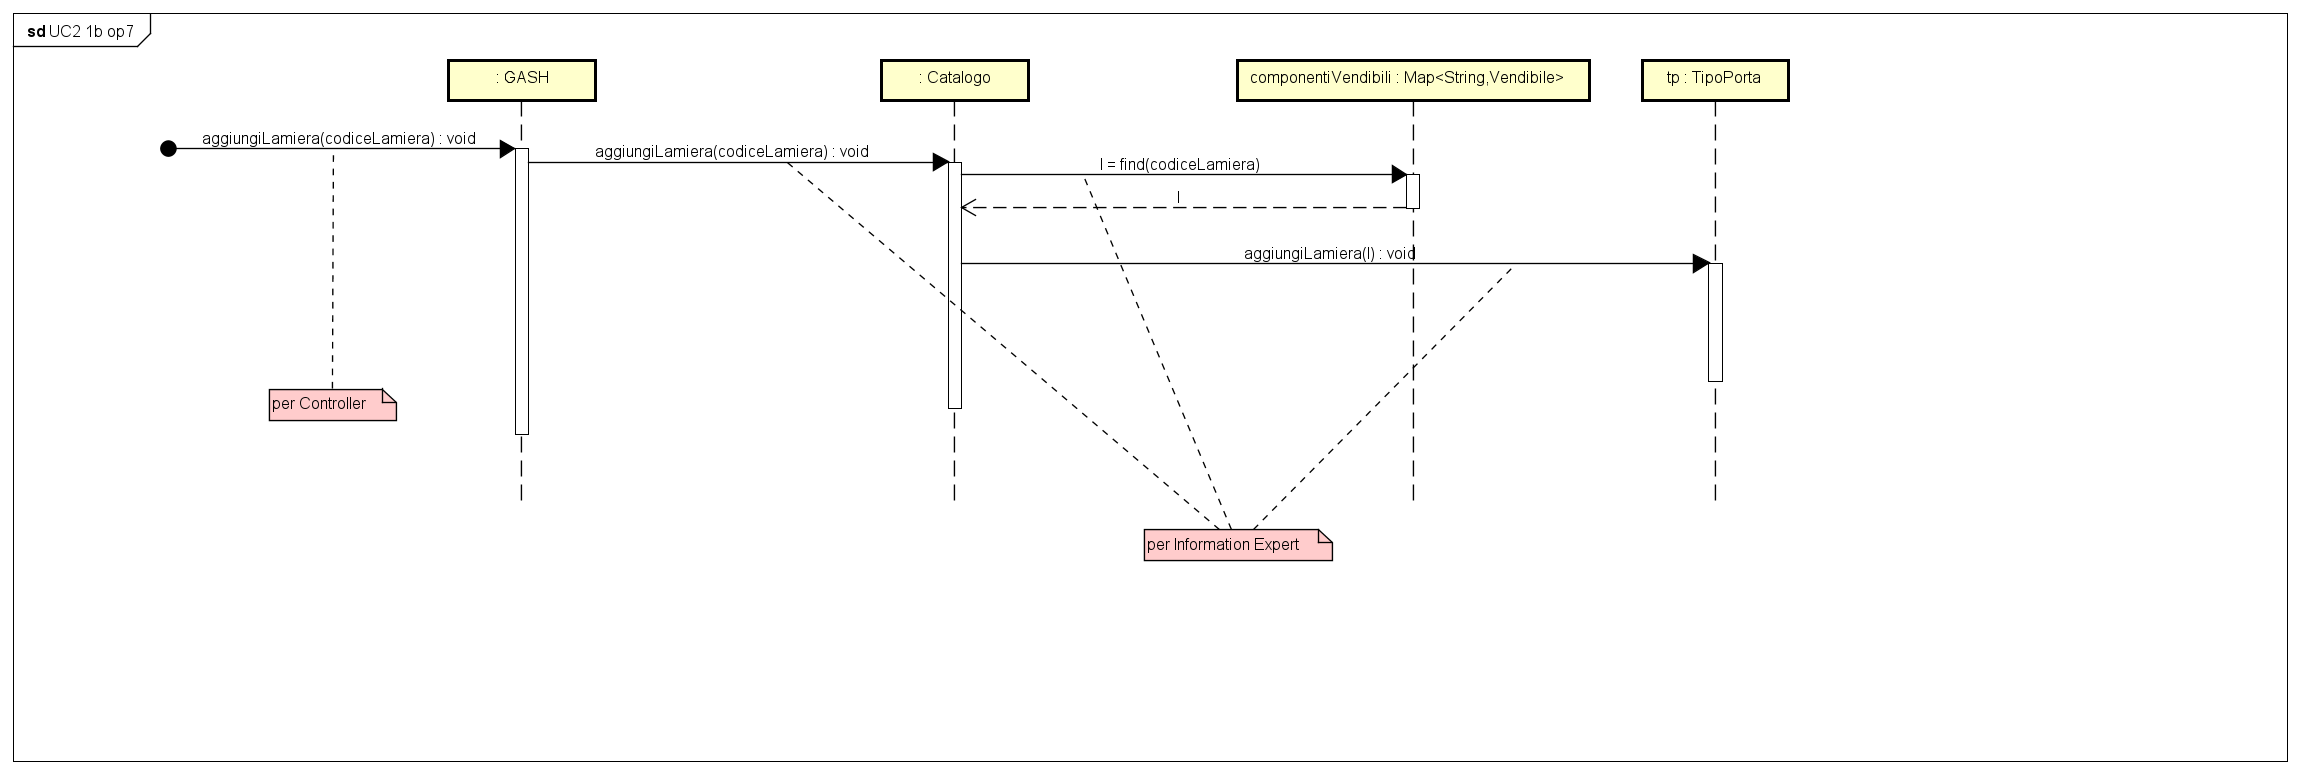 sd UC2 1b op7
: GASH
: Catalogo
componentiVendibili : Map<String,Vendibile>
tp : TipoPorta
aggiungiLamiera(codiceLamiera) : void
aggiungiLamiera(codiceLamiera) : void
l = find(codiceLamiera)
l
aggiungiLamiera(l) : void
per Controller
per Information Expert